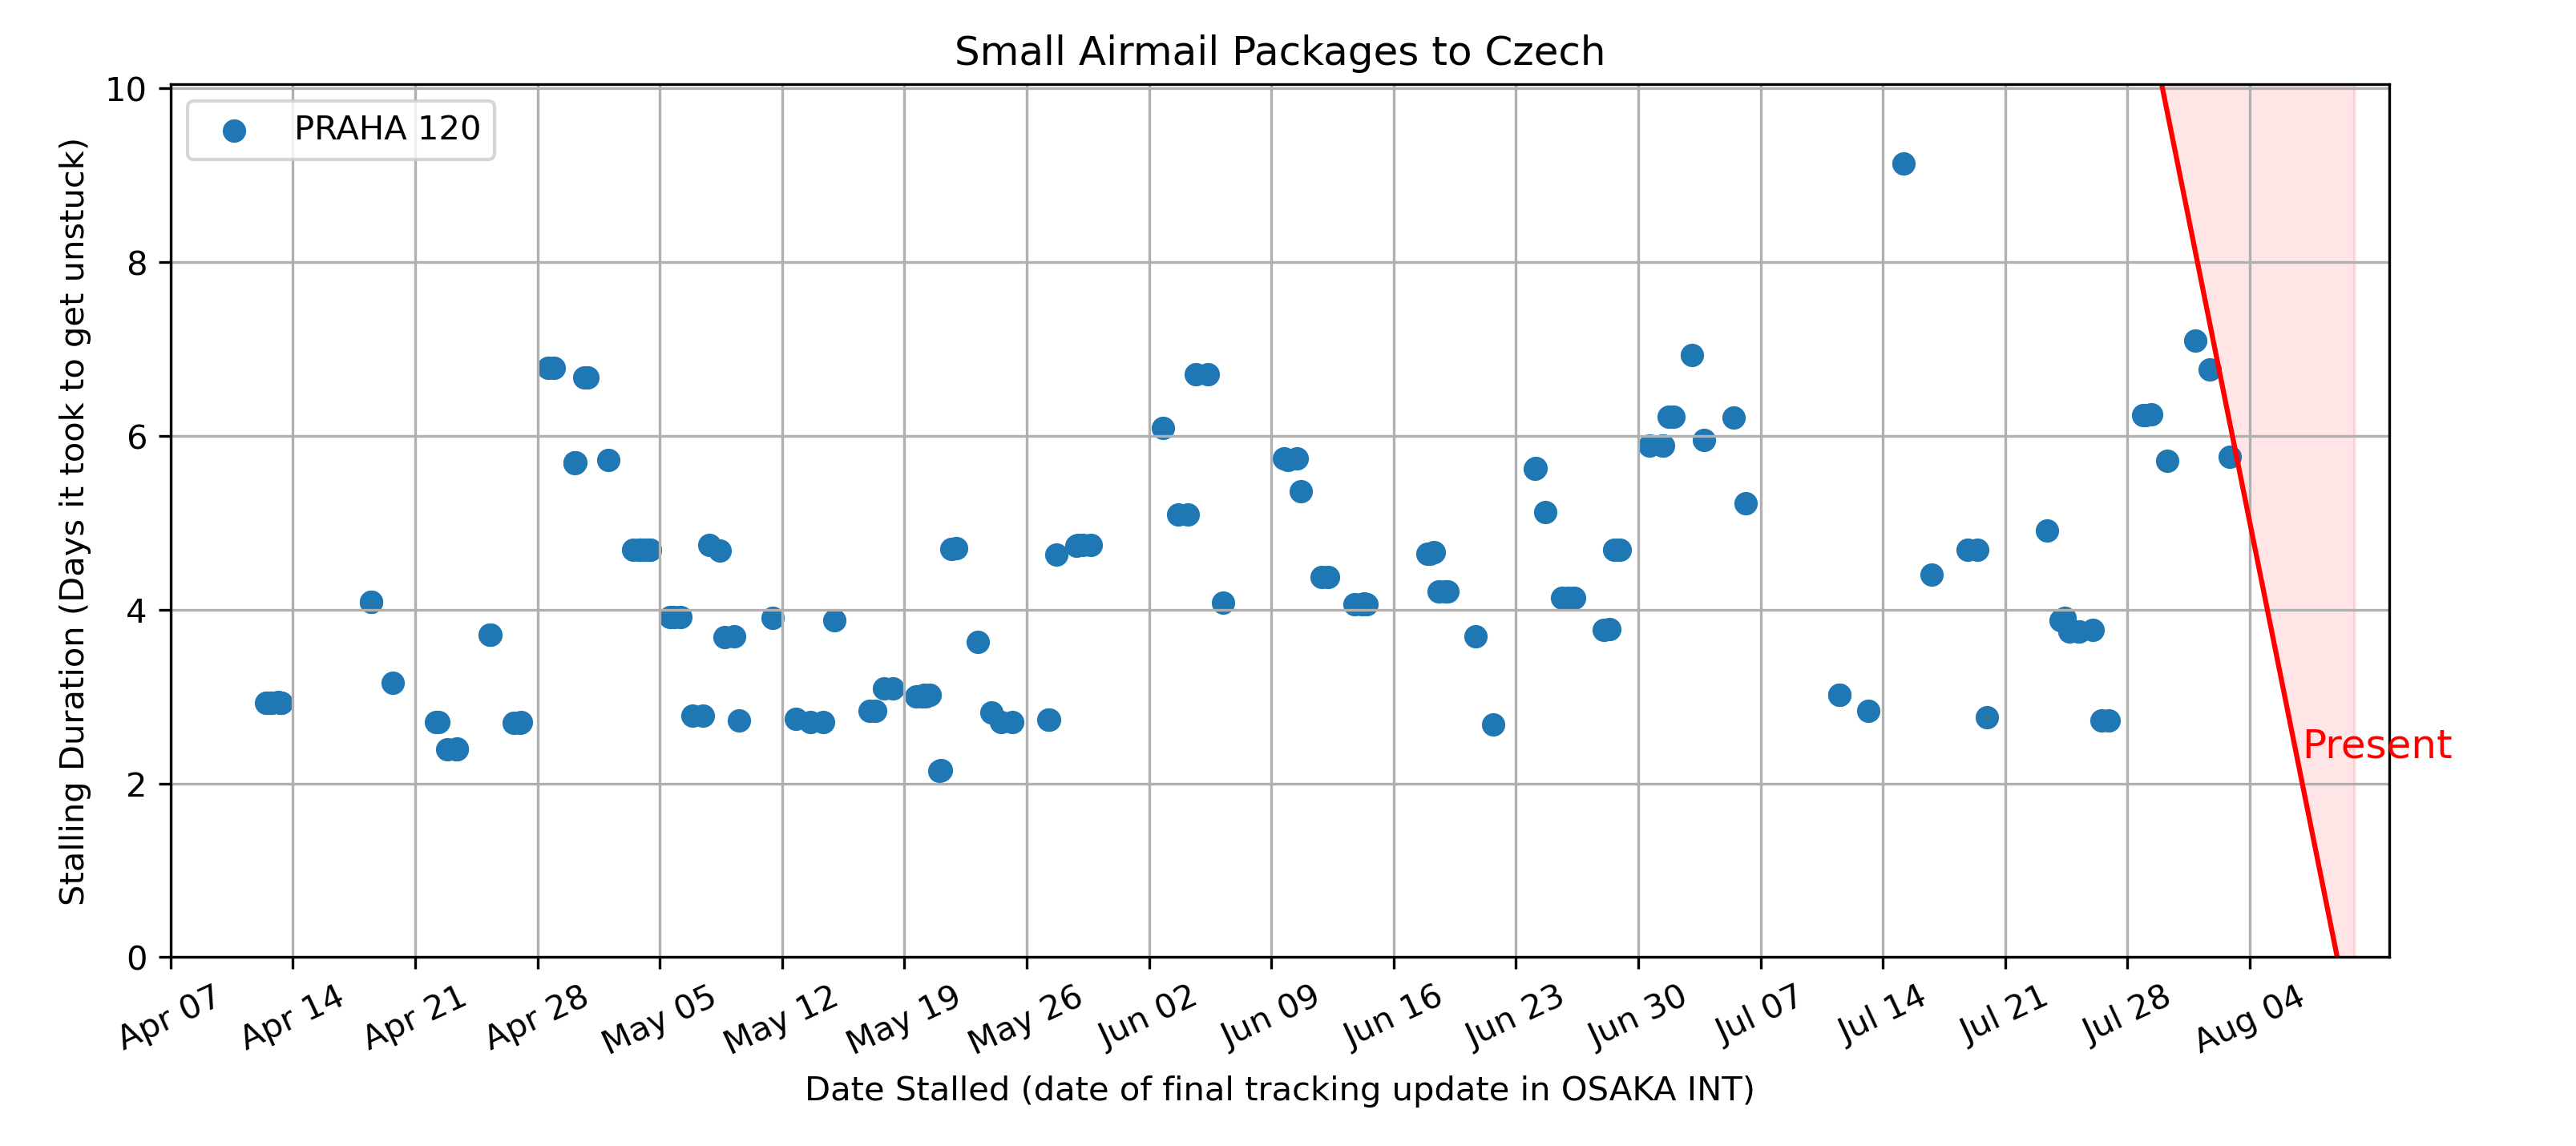 Small Airmail Packages to Czech
PRAHA 120
Stalling Duration (Days it took to get unstuck)
10
8
6
4
2
0
Present
Apr 07
Apr 14
Apr 21
Apr 28
May 05
May 12
May 19
May 26
Jun 02
Jun 09
Jun 16
Jun 23
Jun 30
Jul 07
Jul 14
Jul 21
Jul 28
Aug 04
Date Stalled (date of final tracking update in OSAKA INT)